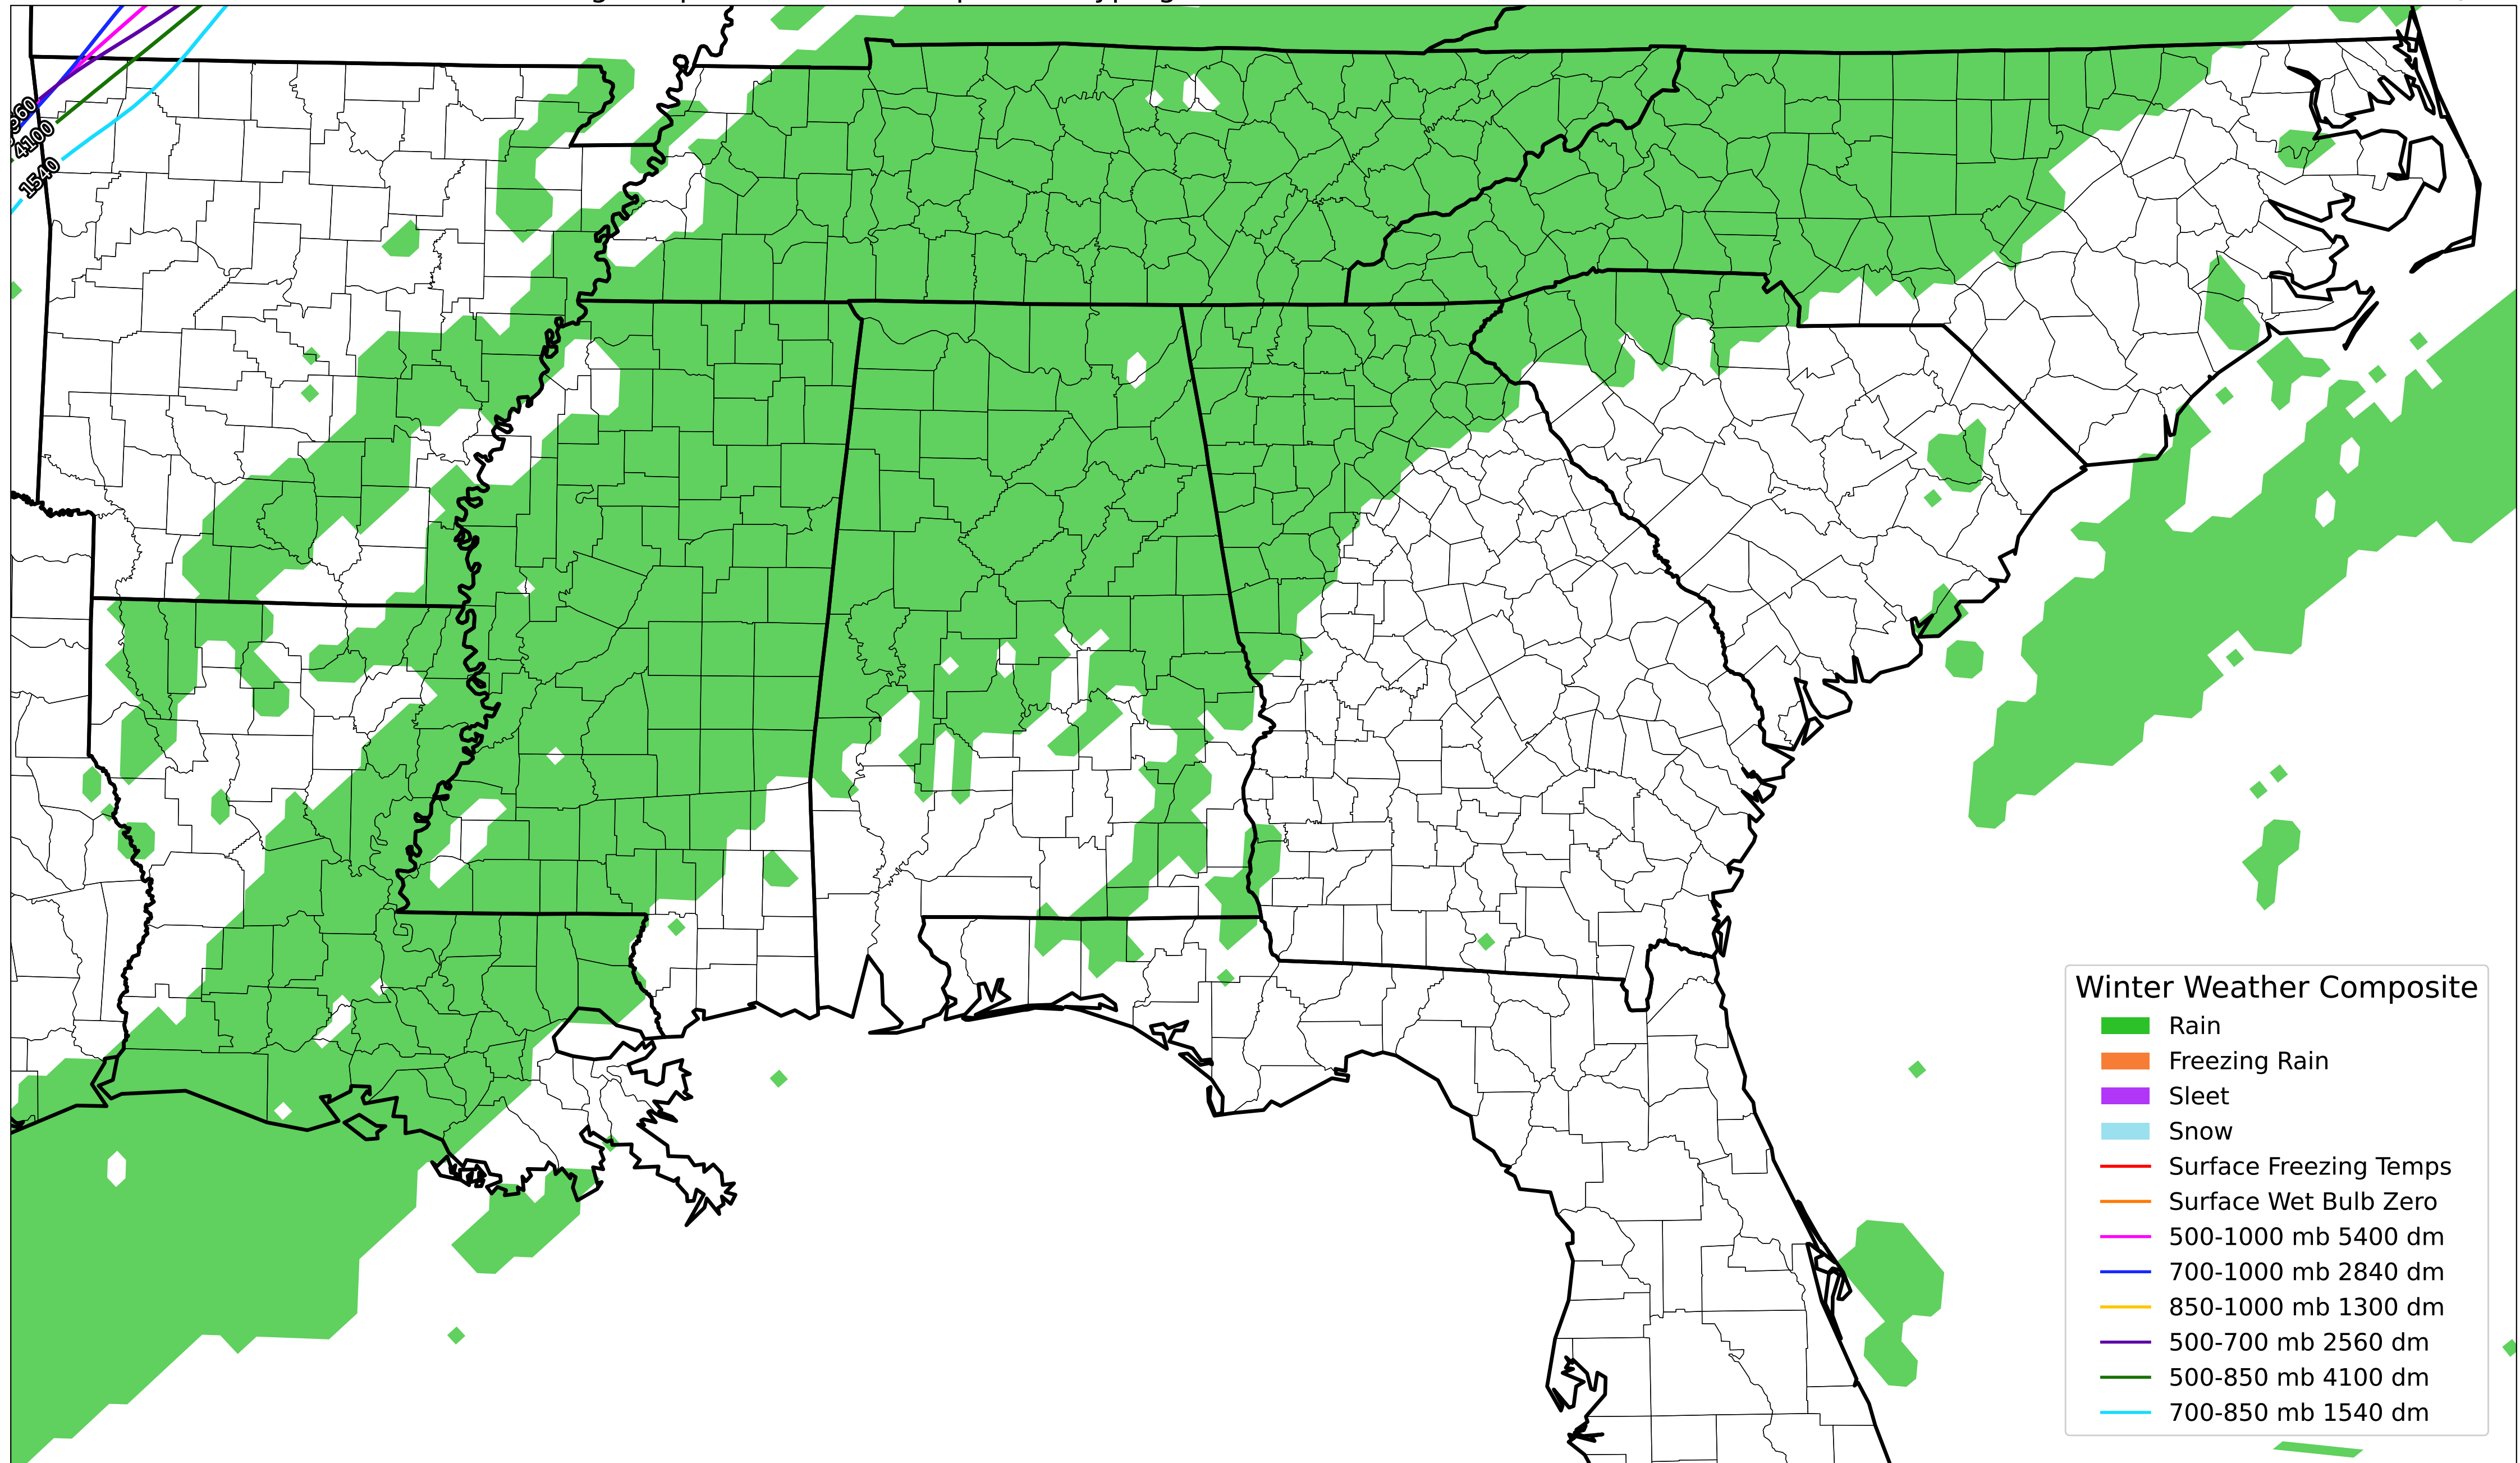 4100
1540
Winter Weather Composite
Rain
Freezing Rain
Sleet
Snow
Surface Freezing Temps
Surface Wet Bulb Zero
500-1000 mb 5400 dm
700-1000 mb 2840 dm
850-1000 mb 1300 dm
500-700 mb 2560 dm
500-850 mb 4100 dm
700-850 mb 1540 dm